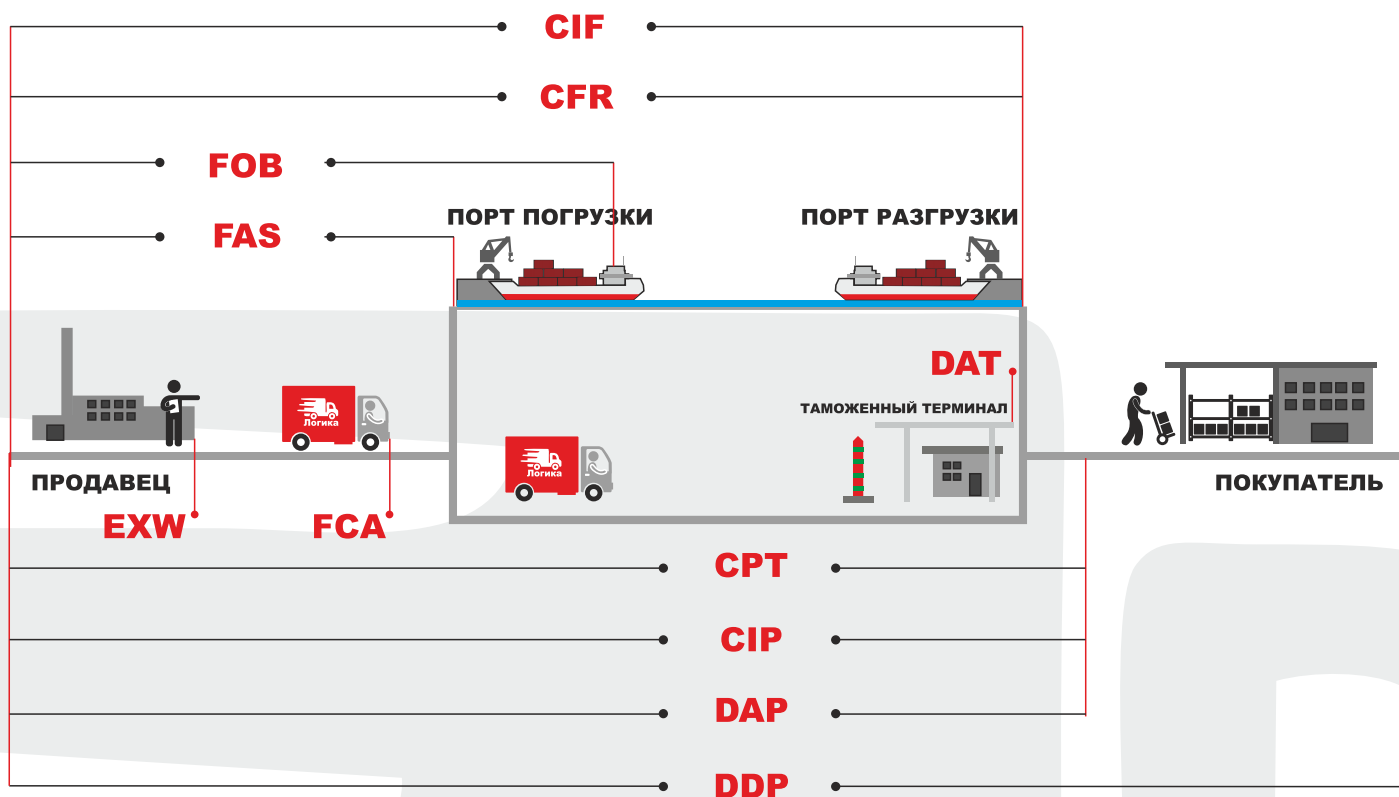 CIF
CFR
FOB
FAS
ПОРТ ПОГРУЗКИ
ПОРТ РАЗГРУЗКИ
DAT
ТАМОЖЕННЫЙ ТЕРМИНАЛ
Логика
Логика
ПРОДАВЕЦ
ПОКУПАТЕЛЬ
EXW
FCA
CPT
CIP
DAP
DDP